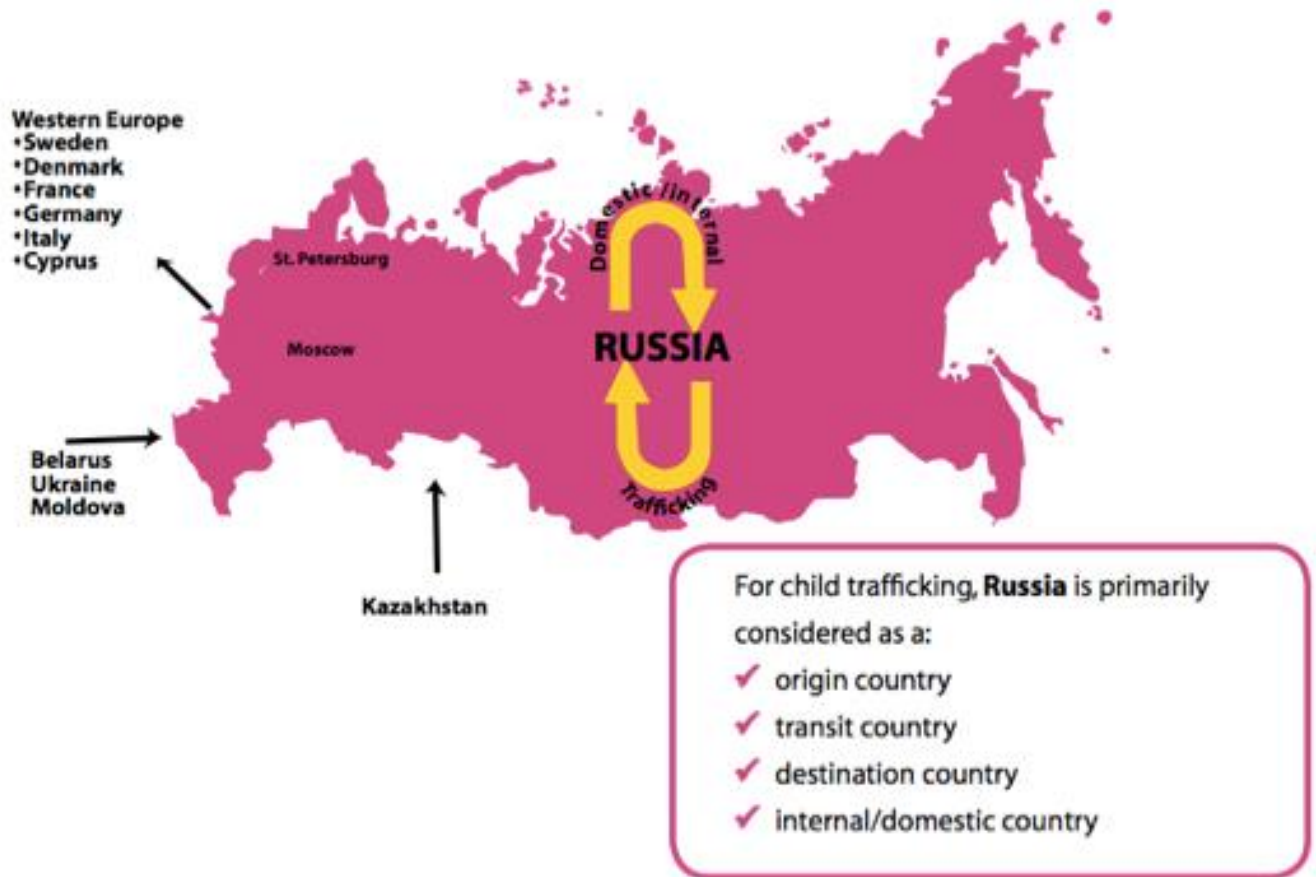 Western Europe
•Sweden
•Denmark
•France
•Germany
•Italy
•Cyprus
St. Petersburg
Moscow
Domestic /internal
RUSSIA
Trafficking
Belarus
Ukraine
Moldova
Kazakhstan
For child trafficking, Russia is primarily
considered as a:
✓ origin country
✓ transit country
✓ destination country
✓ internal/domestic country